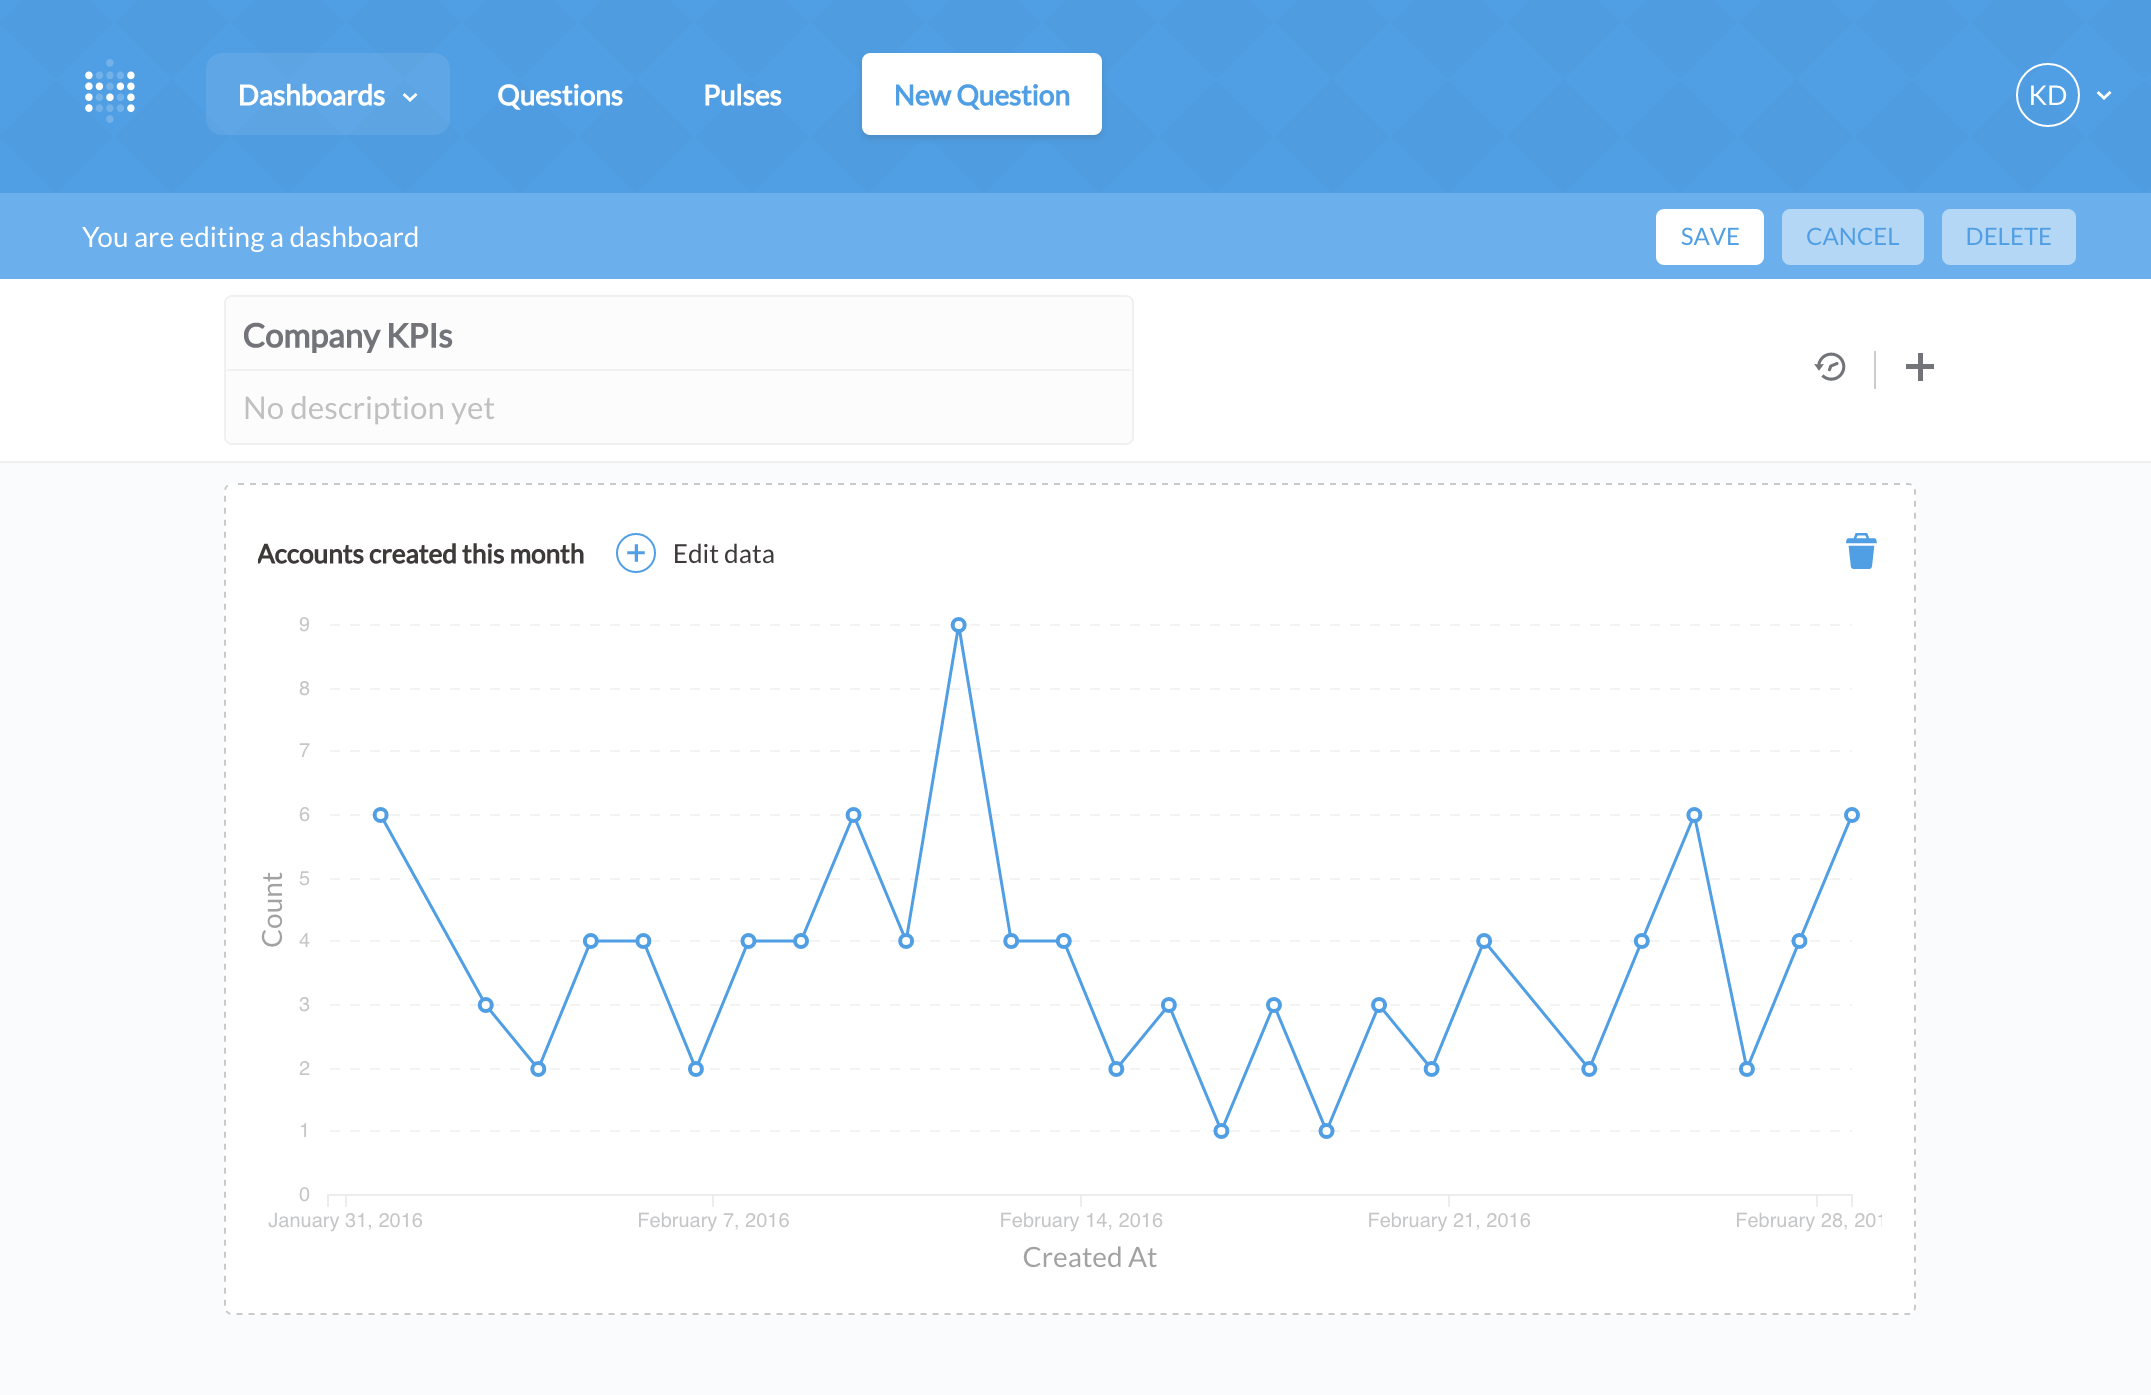 Dashboards
Questions
Pulses
New Question
KD
You are editing a dashboard
SAVE
CANCEL
DELETE
Company KPIs
No description yet
Accounts created this month
Edit data
9
8
7
6
5
4
3
2
1
0
Count
January 31, 2016
February 7, 2016
February 14, 2016
February 21, 2016
February 28, 201
Created At